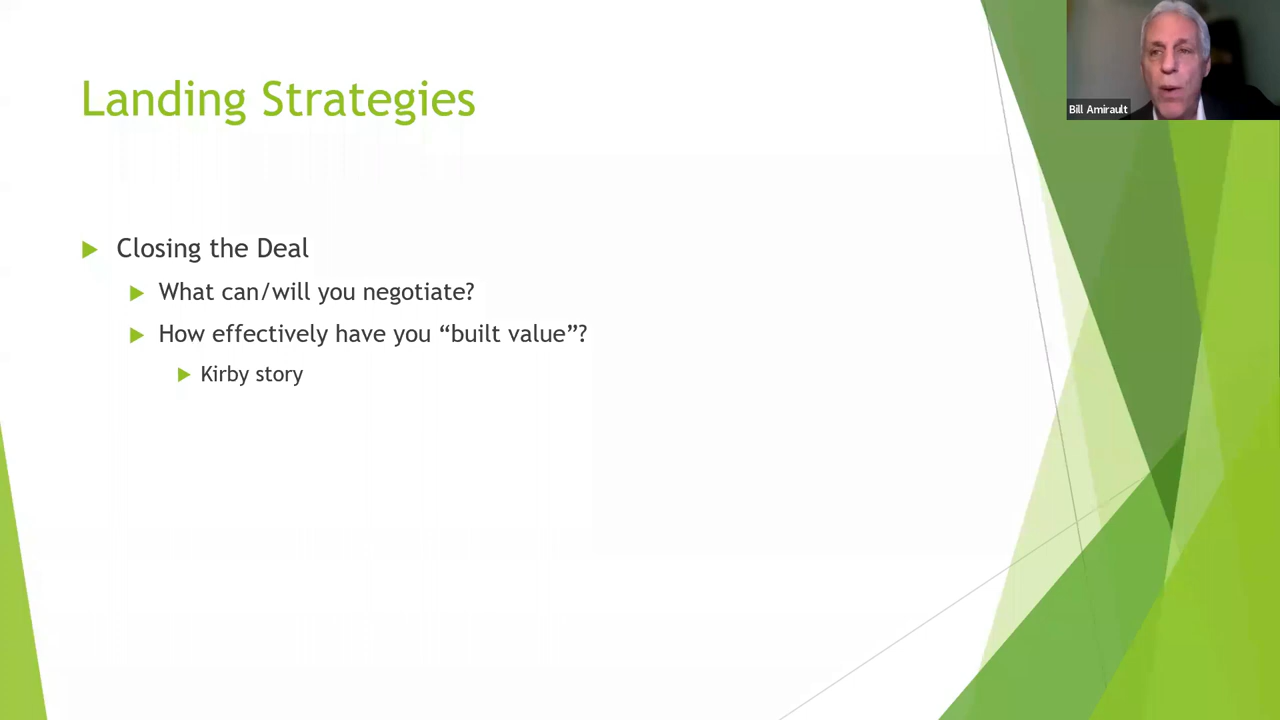 Landing Strategies
Bill Amirault
Closing the Deal
What can/will you negotiate?
How effectively have you “built value”?
Kirby story